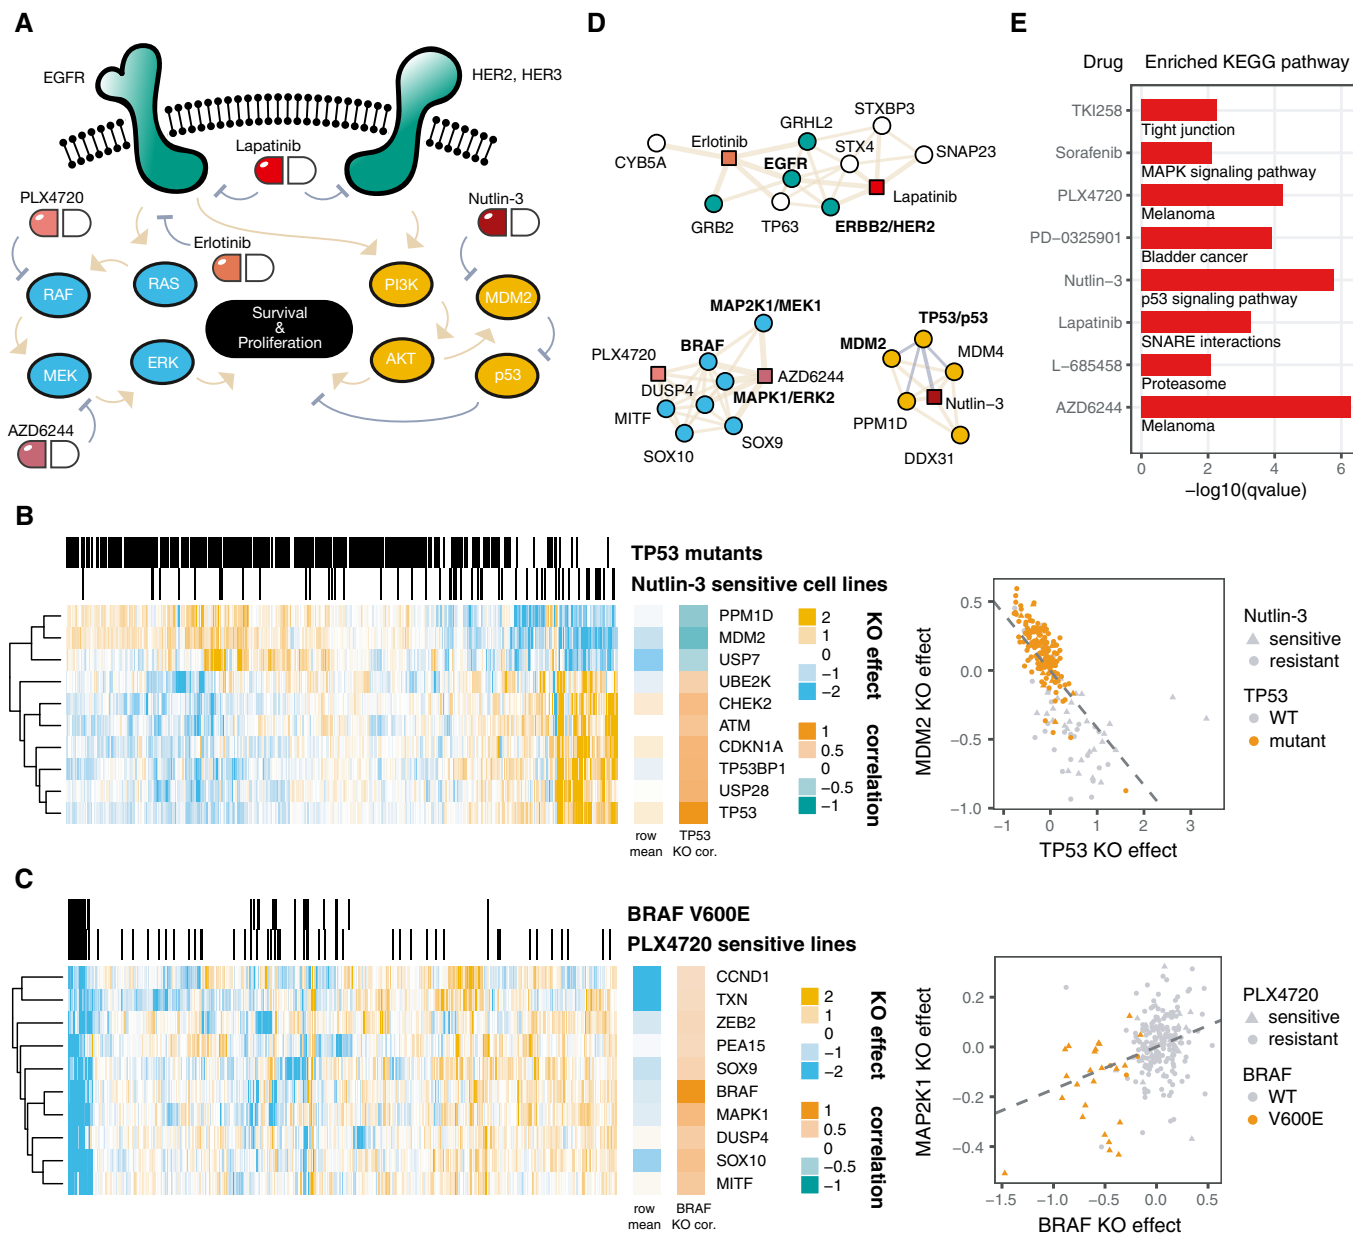 A
EGFR
HER2, HER3
Lapatinib
PLX4720
Nutlin-3
Erlotinib
RAF
RAS
PI3K
MDM2
Survival
&
Proliferation
MEK
ERK
AKT
p53
AZD6244
D
STXBP3
GRHL2
Erlotinib
STX4
SNAP23
CYB5A
EGFR
Lapatinib
GRB2
TP63
ERBB2/HER2
MAP2K1/MEK1
TP53/p53
BRAF
MDM2
MDM4
PLX4720
AZD6244
DUSP4
MAPK1/ERK2
Nutlin-3
MITF
PPM1D
SOX9
SOX10
DDX31
E
Drug Enriched KEGG pathway
TKI258
Tight junction
Sorafenib
MAPK signaling pathway
PLX4720
Melanoma
PD-0325901
Bladder cancer
Nutlin-3
p53 signaling pathway
Lapatinib
SNARE interactions
L-685458
Proteasome
AZD6244
Melanoma
0 2 4 6
-log10(qvalue)
B
TP53 mutants
Nutlin-3 sensitive cell lines
PPM1D
MDM2
USP7
UBE2K
CHEK2
ATM
CDKN1A
TP53BP1
USP28
TP53
row
mean
TP53
KO cor.
2
1
0
-1
-2
KO effect
1
0.5
0
-0.5
-1
correlation
MDM2 KO effect
0.5
0.0
-0.5
-1.0
-1 0 1 2 3
TP53 KO effect
Nutlin-3
sensitive
resistant
TP53
WT
mutant
C
BRAF V600E
PLX4720 sensitive lines
CCND1
TXN
ZEB2
PEA15
SOX9
BRAF
MAPK1
DUSP4
SOX10
MITF
row
mean
BRAF
KO cor.
2
1
0
-1
-2
KO effect
1
0.5
0
-0.5
-1
correlation
MAP2K1 KO effect
0.2
0.0
-0.2
-0.4
-1.5 -1.0 -0.5 0.0 0.5
BRAF KO effect
PLX4720
sensitive
resistant
BRAF
WT
V600E